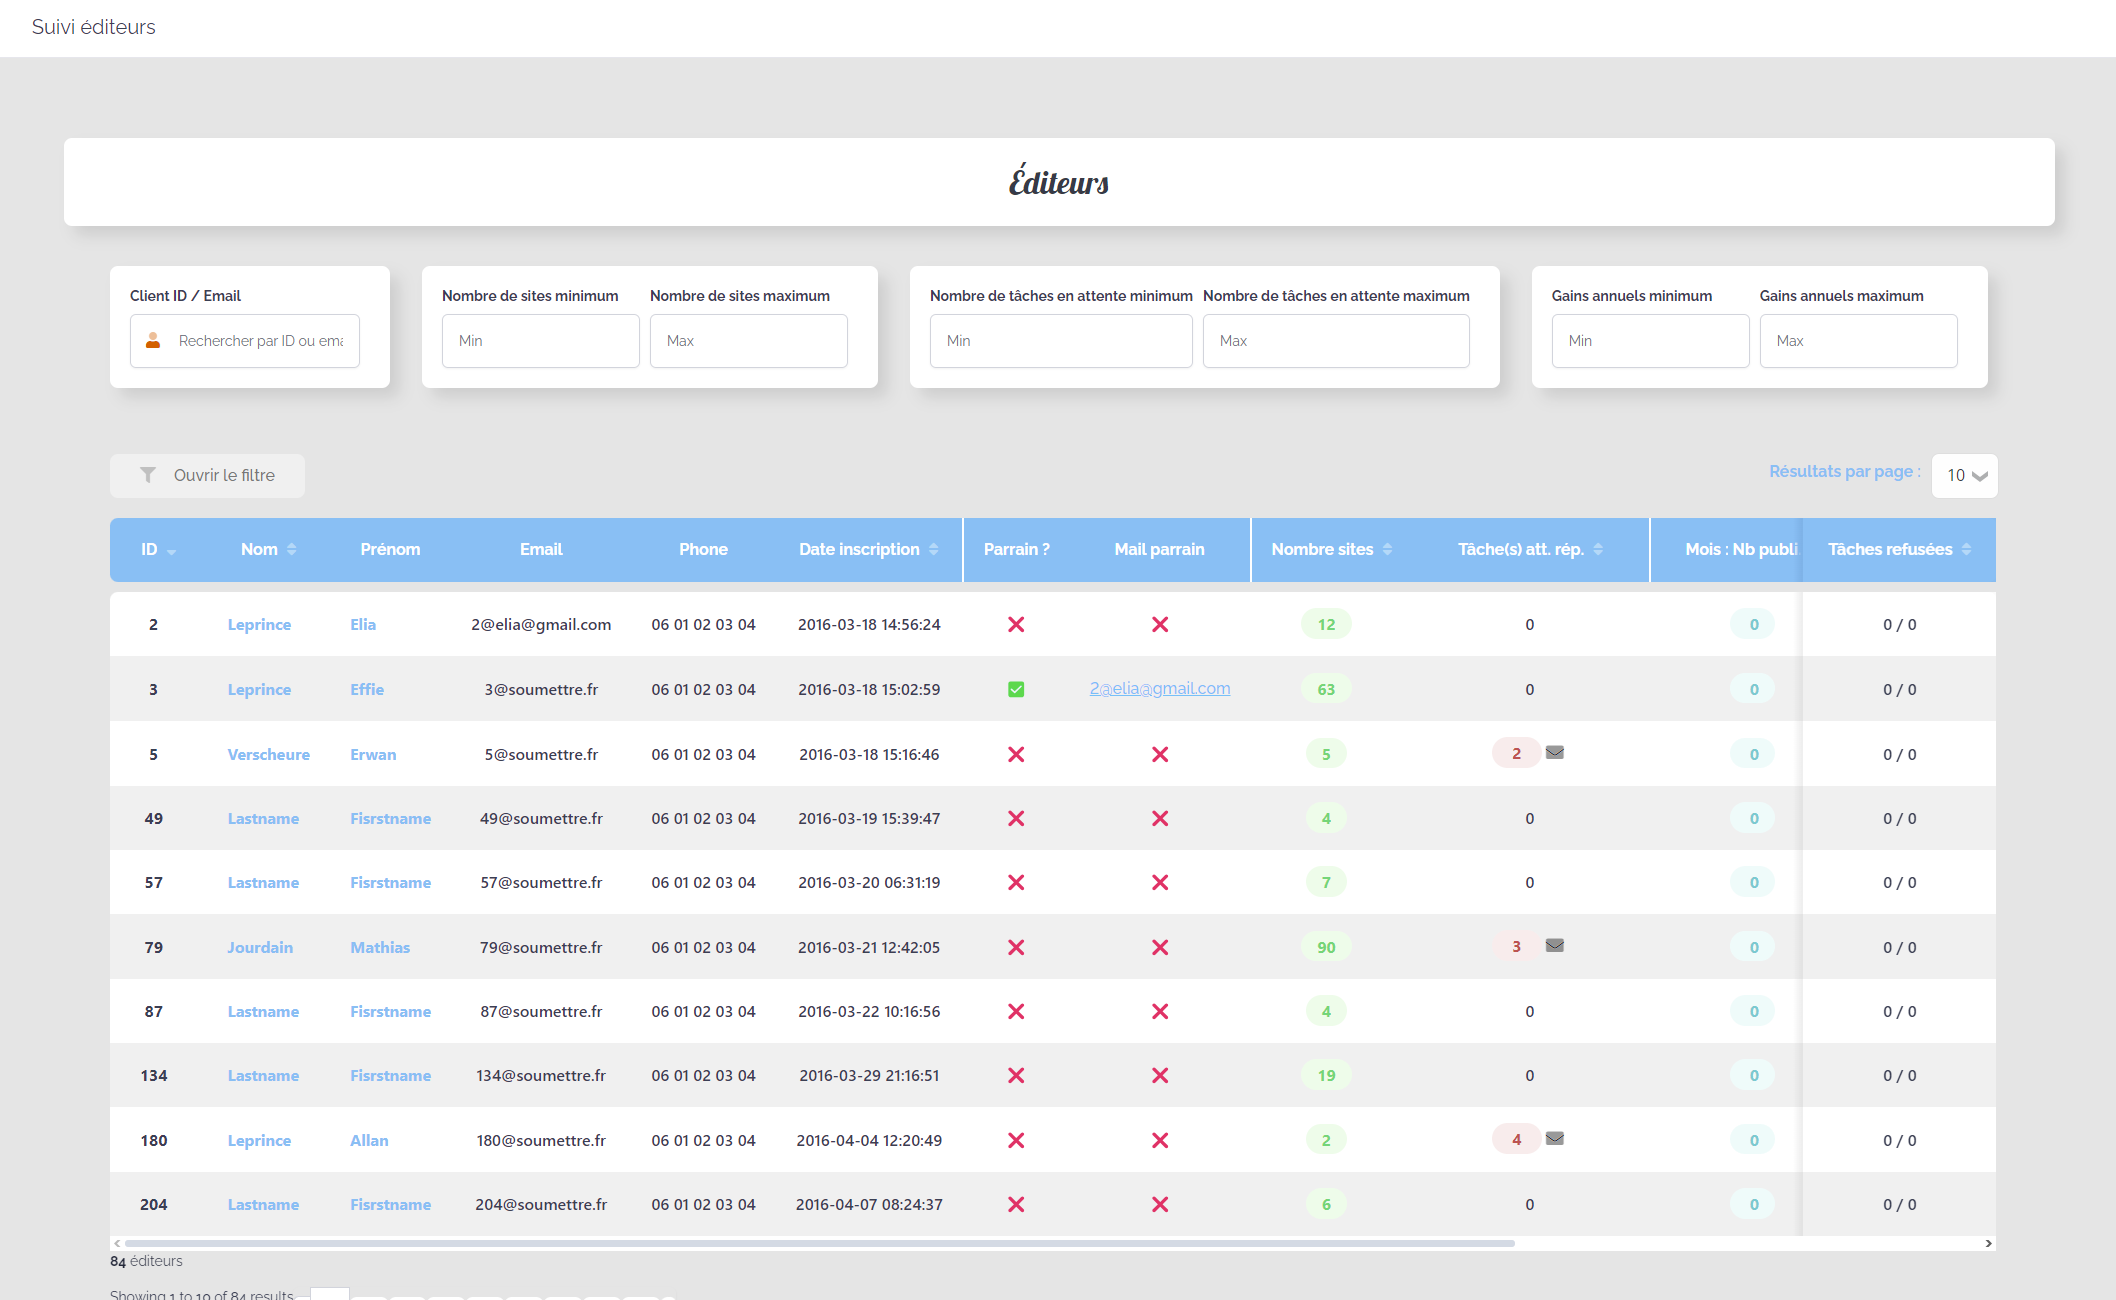 Suivi éditeurs
Éditeurs
Client ID / Email
Rechercher par ID ou ema
Nombre de sites minimum Nombre de sites maximum
Min Max
Nombre de tâches en attente minimum Nombre de tâches en attente maximum
Min Max
Gains annuels minimum Gains annuels maximum
Min Max
Ouvrir le filtre
Résultats par page : 10
ID Nom Prénom Email Phone Date inscription Parrain ? Mail parrain Nombre sites Tâche(s) att. rép. Mois : Nb publi Tâches refusées
2 Leprince Elia 2@elia@gmail.com 06 01 02 03 04 2016-03-18 14:56:24 12 0 0 0 / 0
3 Leprince Effie 3@soumettre.fr 06 01 02 03 04 2016-03-18 15:02:59 2@elia@gmail.com 63 0 0 0 / 0
5 Verscheure Erwan 5@soumettre.fr 06 01 02 03 04 2016-03-18 15:16:46 5 2 0 0 / 0
49 Lastname Fisrstname 49@soumettre.fr 06 01 02 03 04 2016-03-19 15:39:47 4 0 0 0 / 0
57 Lastname Fisrstname 57@soumettre.fr 06 01 02 03 04 2016-03-20 06:31:19 7 0 0 0 / 0
79 Jourdain Mathias 79@soumettre.fr 06 01 02 03 04 2016-03-21 12:42:05 90 3 0 0 / 0
87 Lastname Fisrstname 87@soumettre.fr 06 01 02 03 04 2016-03-22 10:16:56 4 0 0 0 / 0
134 Lastname Fisrstname 134@soumettre.fr 06 01 02 03 04 2016-03-29 21:16:51 19 0 0 0 / 0
180 Leprince Allan 180@soumettre.fr 06 01 02 03 04 2016-04-04 12:20:49 2 4 0 0 / 0
204 Lastname Fisrstname 204@soumettre.fr 06 01 02 03 04 2016-04-07 08:24:37 6 0 0 0 / 0
84 éditeurs
Showing 1 to 10 of 84 results